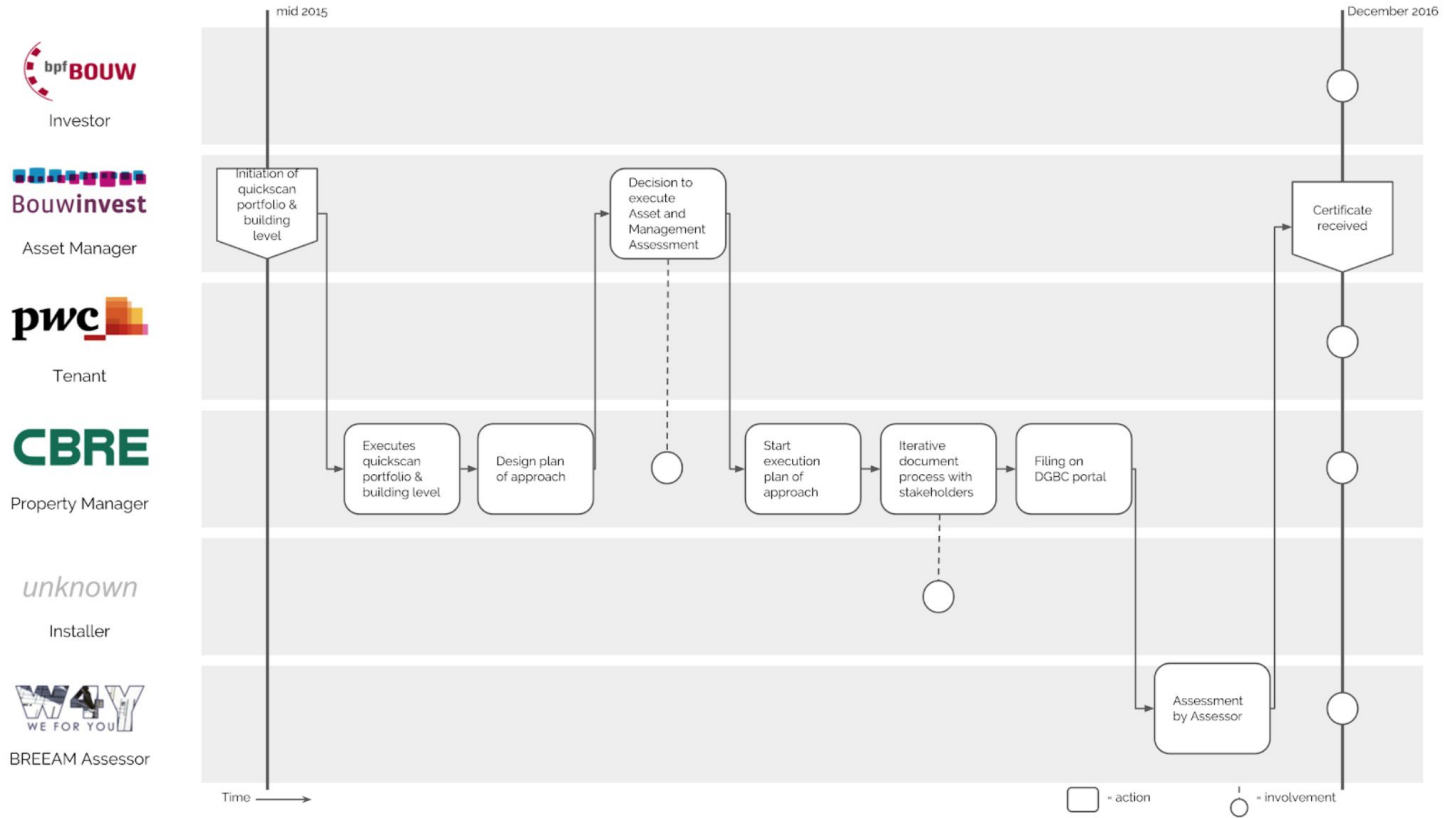 mid 2015
December 2016
bpf BOUW
Investor
Bouwinvest
Asset Manager
Initiation of
quickscan
portfolio &
building
level
Decision to
execute
Asset and
Management
Assessment
Certificate
received
pwc
Tenant
CBRE
Property Manager
Executes
quickscan
portfolio &
building level
Design plan
of approach
Start
execution
plan of
approach
Iterative
document
process with
stakeholders
Filing on
DGBC portal
unknown
Installer
W4Y
WE FOR YOU
BREEAM Assessor
Assessment
by Assessor
Time
= action
= involvement